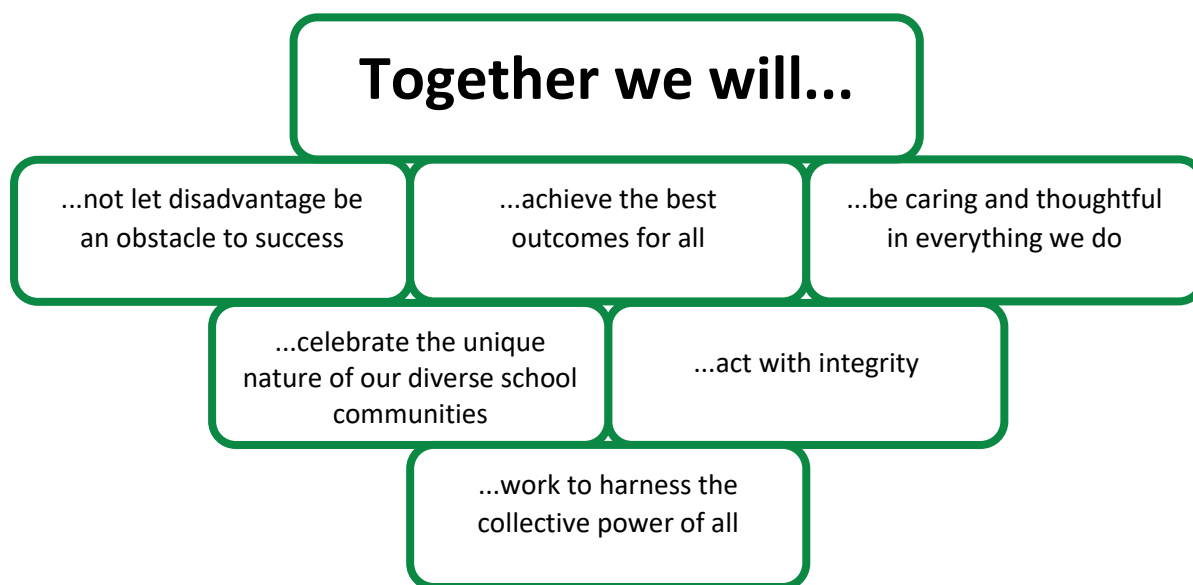 Together we will...
...not let disadvantage be
an obstacle to success
...achieve the best
outcomes for all
...be caring and thoughtful
in everything we do
...celebrate the unique
nature of our diverse school
communities
...act with integrity
...work to harness the
collective power of all